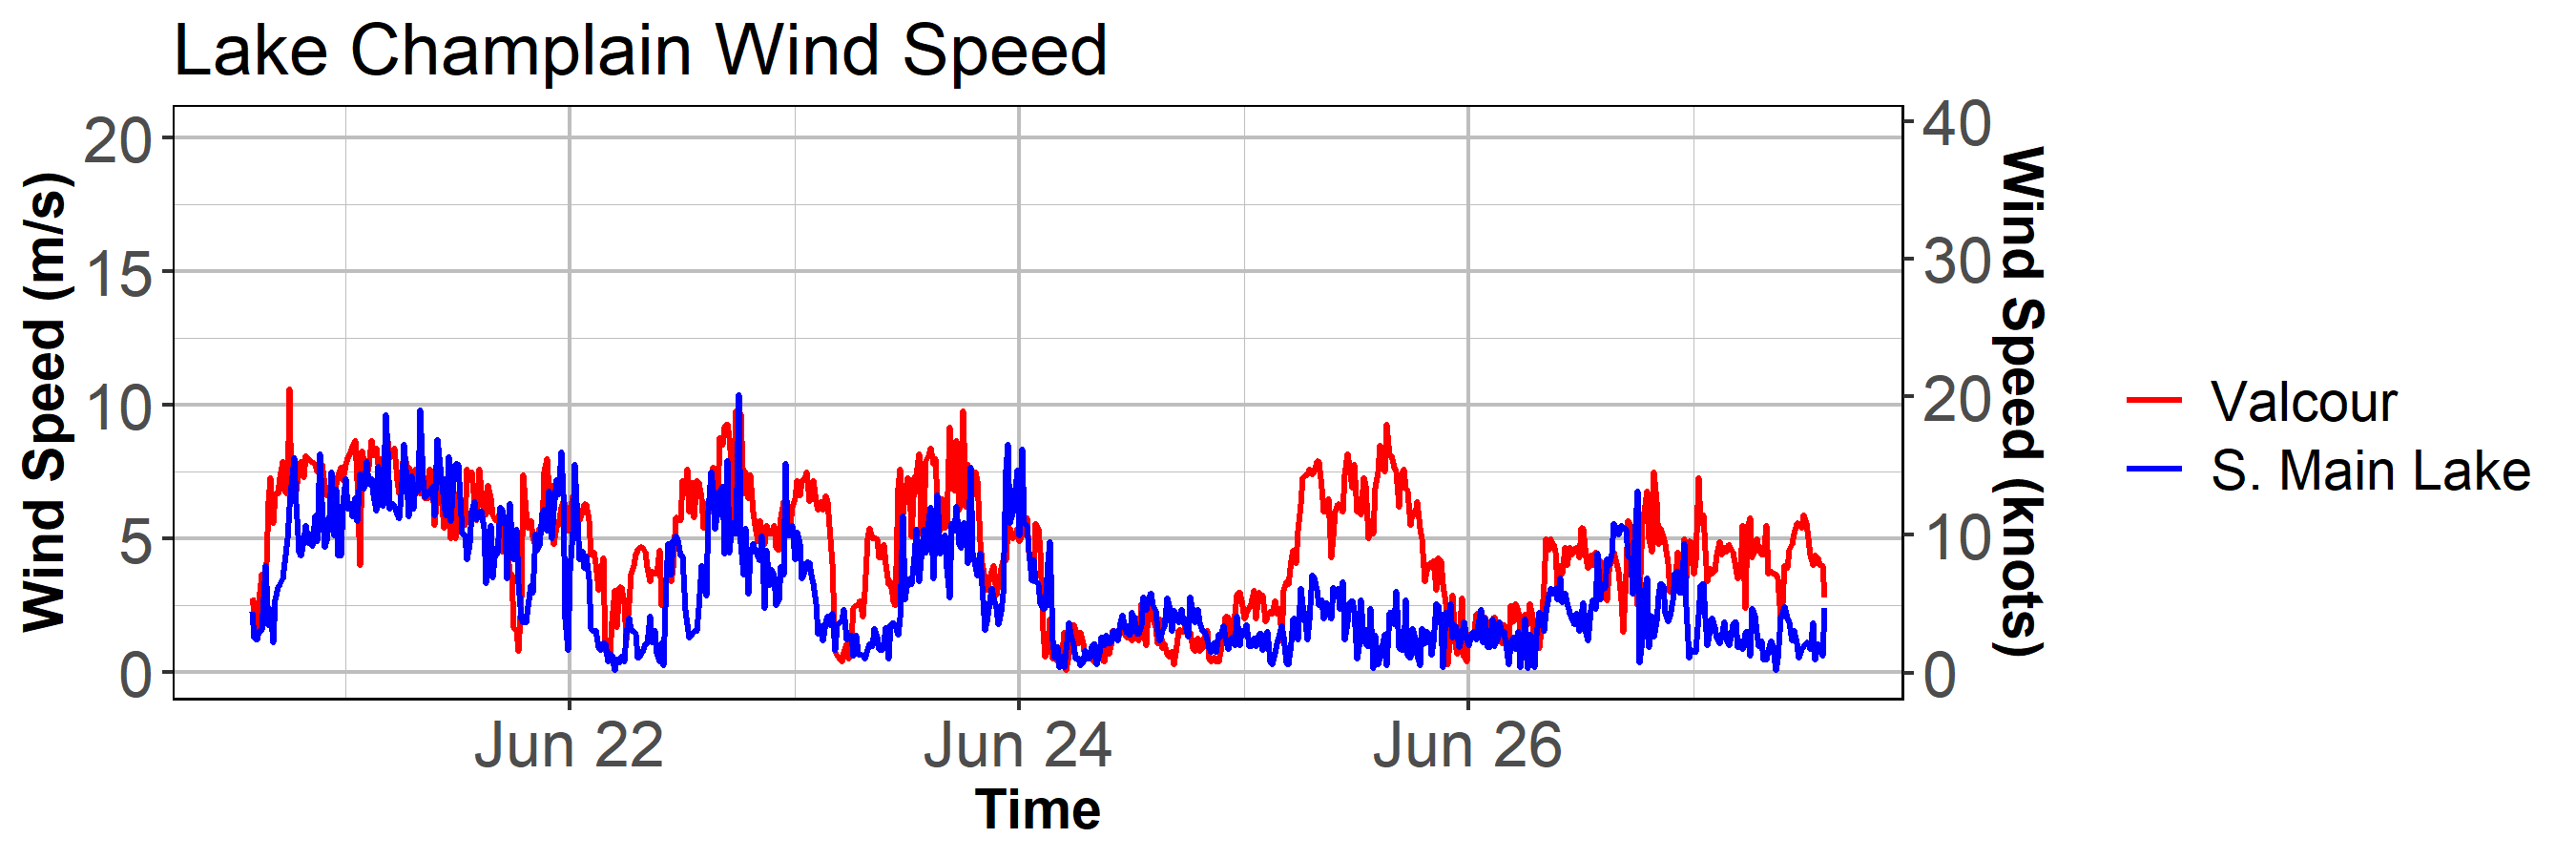 Lake Champlain Wind Speed
Wind Speed (m/s)
20
15
10
5
0
40
30
20
10
0
Wind Speed (knots)
Jun 22
Jun 24
Jun 26
Time
Valcour
S. Main Lake